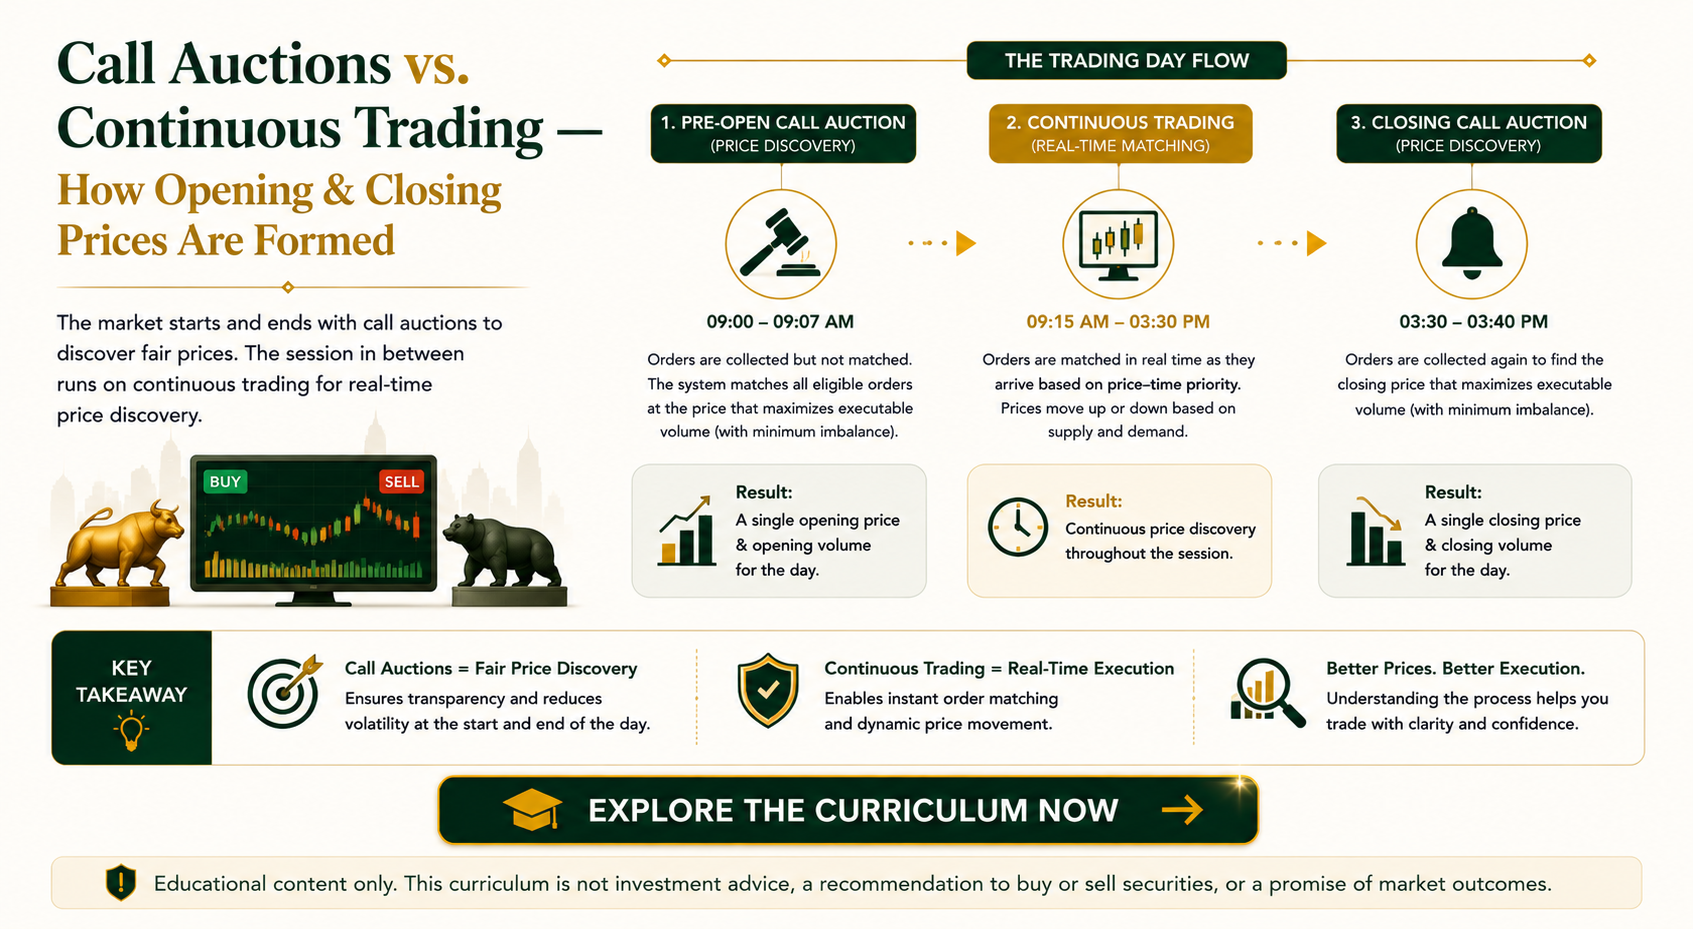 Call Auctions vs.
Continuous Trading —
How Opening & Closing
Prices Are Formed
The market starts and ends with call auctions to
discover fair prices. The session in between
runs on continuous trading for real-time
price discovery.
BUY
SELL
THE TRADING DAY FLOW
1. PRE-OPEN CALL AUCTION
(PRICE DISCOVERY)
09:00 – 09:07 AM
Orders are collected but not matched.
The system matches all eligible orders
at the price that maximizes executable
volume (with minimum imbalance).
Result:
A single opening price
& opening volume
for the day.
2. CONTINUOUS TRADING
(REAL-TIME MATCHING)
09:15 AM – 03:30 PM
Orders are matched in real time as they
arrive based on price–time priority.
Prices move up or down based on
supply and demand.
Result:
Continuous price discovery
throughout the session.
3. CLOSING CALL AUCTION
(PRICE DISCOVERY)
03:30 – 03:40 PM
Orders are collected again to find the
closing price that maximizes executable
volume (with minimum imbalance).
Result:
A single closing price
& closing volume
for the day.
KEY
TAKEAWAY
Call Auctions = Fair Price Discovery
Ensures transparency and reduces
volatility at the start and end of the day.
Continuous Trading = Real-Time Execution
Enables instant order matching
and dynamic price movement.
Better Prices. Better Execution.
Understanding the process helps you
trade with clarity and confidence.
EXPLORE THE CURRICULUM NOW
Educational content only. This curriculum is not investment advice, a recommendation to buy or sell securities, or a promise of market outcomes.